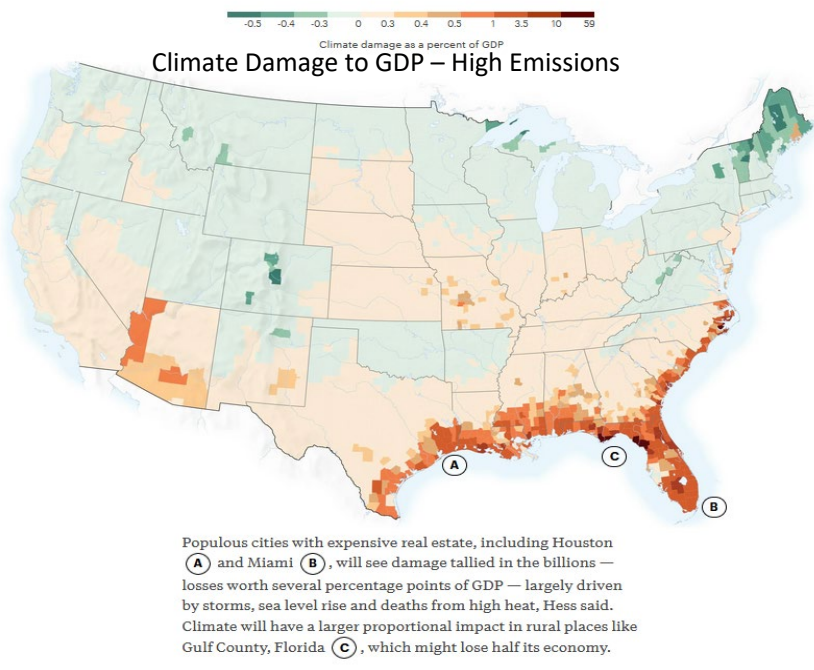 -0.5 -0.4 -0.3 0 0.3 0.4 0.5 1 3.5 10 59
Climate damage as a percent of GDP
Climate Damage to GDP – High Emissions
A
C
B
Populous cities with expensive real estate, including Houston
A and Miami B, will see damage tallied in the billions —
losses worth several percentage points of GDP — largely driven
by storms, sea level rise and deaths from high heat, Hess said.
Climate will have a larger proportional impact in rural places like
Gulf County, Florida C, which might lose half its economy.